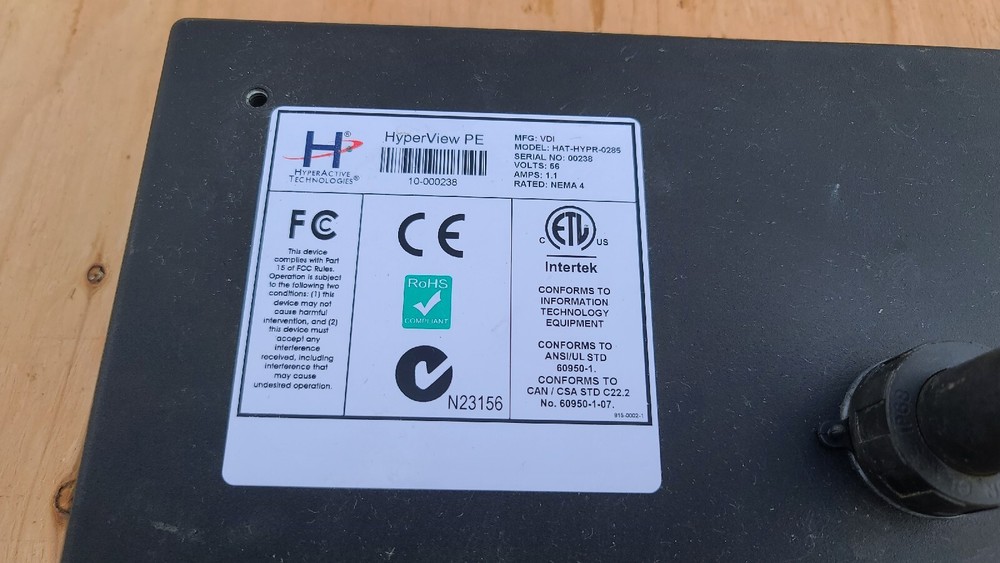 H®
HYPERACTIVE
TECHNOLOGIES®
HyperView PE
10-000238
MFG: VDI
MODEL: HAT-HYPR-0285
SERIAL NO: 00238
VOLTS: 56
AMPS: 1.1
RATED: NEMA 4
FC
This device
complies with Part
15 of FCC Rules.
Operation is subject
to the following two
conditions: (1) this
device may not
cause harmful
intervention, and (2)
this device must
accept any
interference
received, including
interference that
may cause
undesired operation.
CE
RoHS
COMPLIANT
N23156
C ETL US
Intertek
CONFORMS TO
INFORMATION
TECHNOLOGY
EQUIPMENT
CONFORMS TO
ANSI/UL STD
60950-1.
CONFORMS TO
CAN / CSA STD C22.2
No. 60950-1-07.
915-0002-1